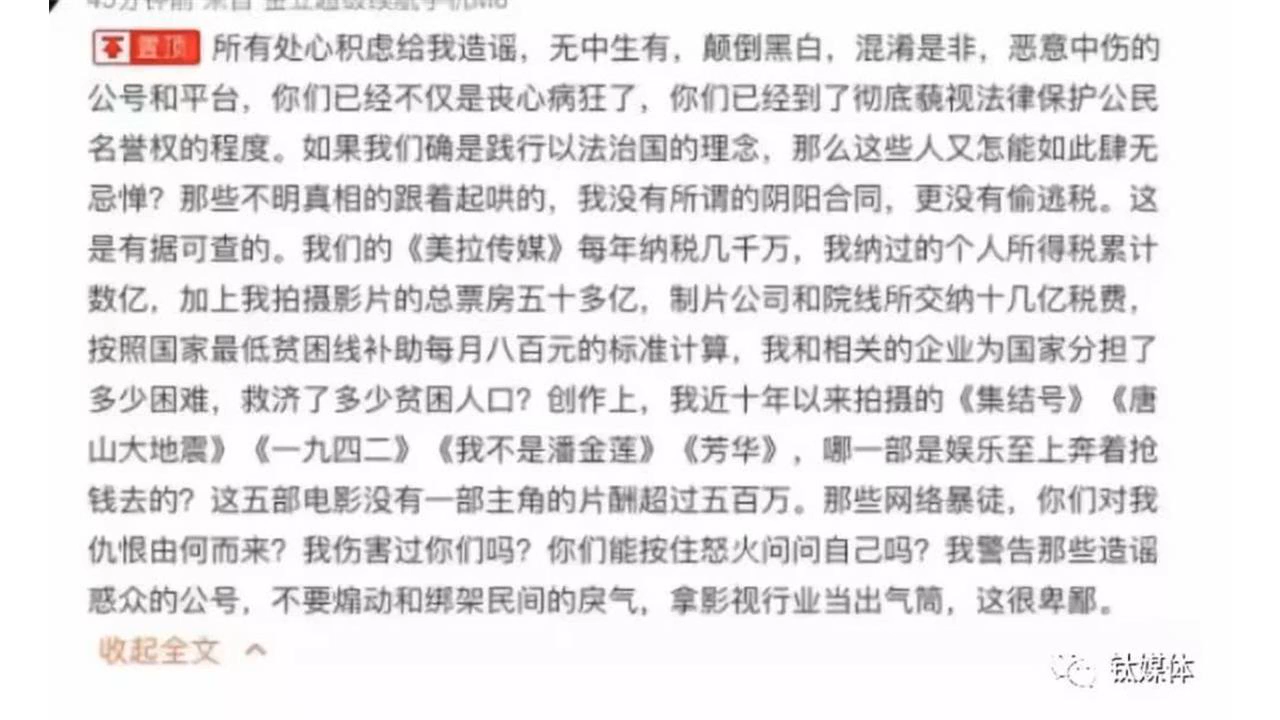 置顶 所有处心积虑给我造谣，无中生有，颠倒黑白，混淆是非，恶意中伤的
公号和平台，你们已经不仅是丧心病狂了，你们已经到了彻底藐视法律保护公民
名誉权的程度。如果我们确是践行以法治国的理念，那么这些人又怎能如此肆无
忌惮？那些不明真相的跟着起哄的，我没有所谓的阴阳合同，更没有偷逃税。这
是有据可查的。我们的《美拉传媒》每年纳税几千万，我纳过的个人所得税累计
数亿，加上我拍摄影片的总票房五十多亿，制片公司和院线所交纳十几亿税费，
按照国家最低贫困线补助每月八百元的标准计算，我和相关的企业为国家分担了
多少困难，救济了多少贫困人口？创作上，我近十年以来拍摄的《集结号》《唐
山大地震》《一九四二》《我不是潘金莲》《芳华》，哪一部是娱乐至上奔着抢
钱去的？这五部电影没有一部主角的片酬超过五百万。那些网络暴徒，你们对我
仇恨由何而来？我伤害过你们吗？你们能按住怒火问问自己吗？我警告那些造谣
惑众的公号，不要煽动和绑架民间的戾气，拿影视行业当出气筒，这很卑鄙。
收起全文
钛媒体